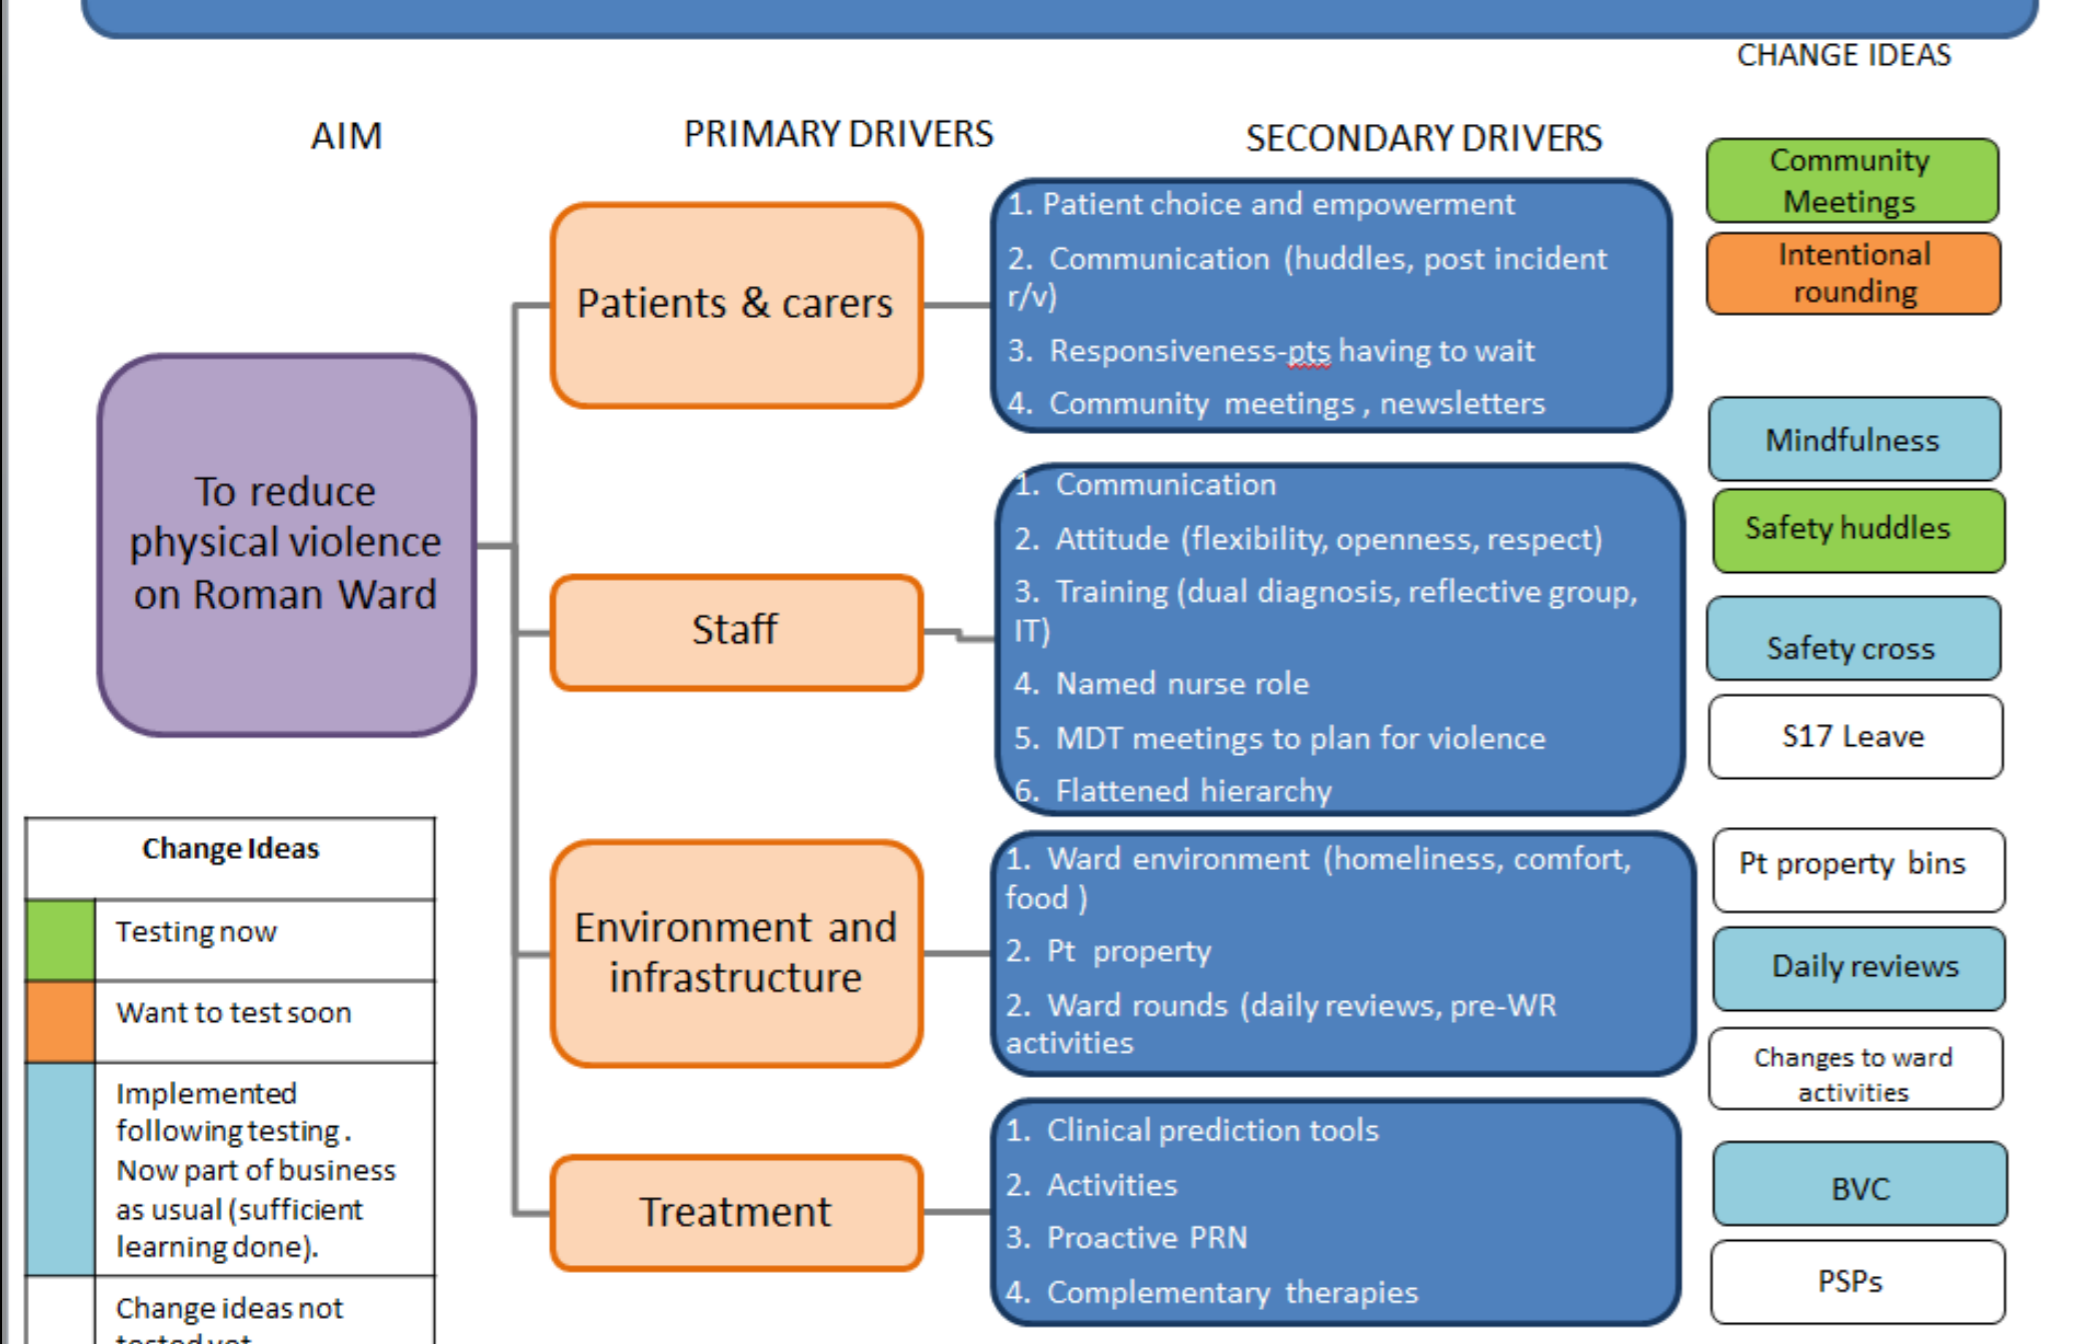 CHANGE IDEAS
AIM
PRIMARY DRIVERS
SECONDARY DRIVERS
To reduce
physical violence
on Roman Ward
Patients & carers
1. Patient choice and empowerment
2. Communication (huddles, post incident
r/v)
3. Responsiveness-pts having to wait
4. Community meetings , newsletters
Staff
1. Communication
2. Attitude (flexibility, openness, respect)
3. Training (dual diagnosis, reflective group,
IT)
4. Named nurse role
5. MDT meetings to plan for violence
6. Flattened hierarchy
Environment and
infrastructure
1. Ward environment (homeliness, comfort,
food )
2. Pt property
2. Ward rounds (daily reviews, pre-WR
activities
Treatment
1. Clinical prediction tools
2. Activities
3. Proactive PRN
4. Complementary therapies
Community
Meetings
Intentional
rounding
Mindfulness
Safety huddles
Safety cross
S17 Leave
Pt property bins
Daily reviews
Changes to ward
activities
BVC
PSPs
Change Ideas
Testing now
Want to test soon
Implemented
following testing .
Now part of business
as usual (sufficient
learning done).
Change ideas not
tested yet